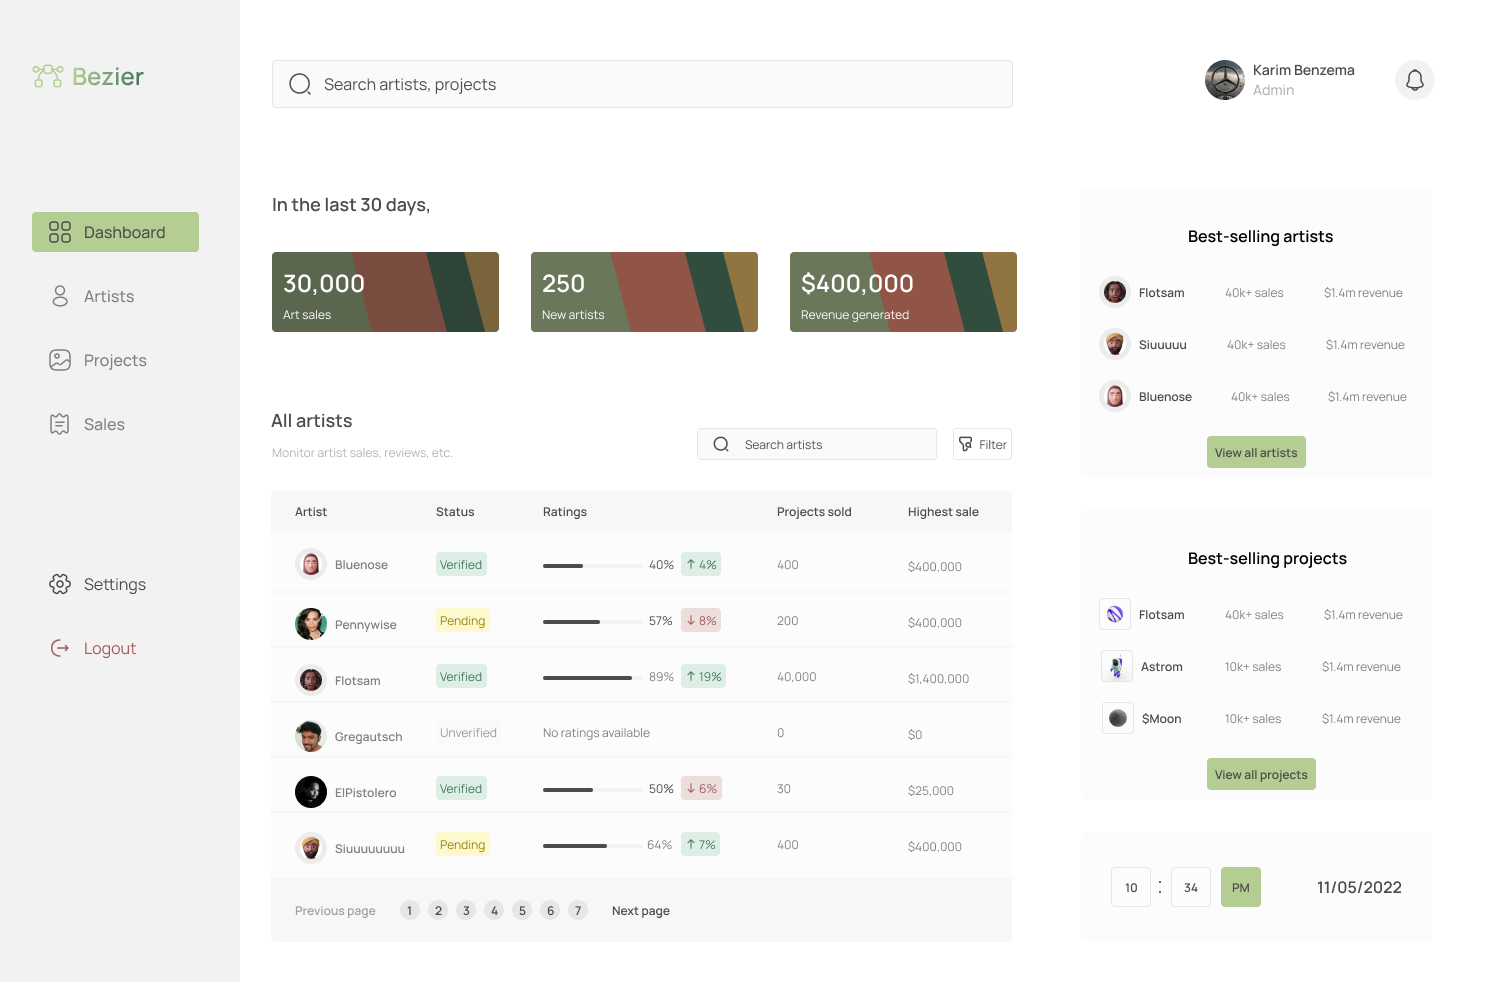 Bezier
Search artists, projects
Karim Benzema
Admin
Dashboard
Artists
Projects
Sales
Settings
Logout
In the last 30 days,
30,000
Art sales
250
New artists
$400,000
Revenue generated
All artists
Monitor artist sales, reviews, etc.
Search artists
Filter
Artist Status Ratings Projects sold Highest sale
Bluenose Verified 40% ↑ 4% 400 $400,000
Pennywise Pending 57% ↓ 8% 200 $400,000
Flotsam Verified 89% ↑ 19% 40,000 $1,400,000
Gregautsch Unverified No ratings available 0 $0
ElPistolero Verified 50% ↓ 6% 30 $25,000
Siuuuuuuuu Pending 64% ↑ 7% 400 $400,000
Previous page 1 2 3 4 5 6 7 Next page
Best-selling artists
Flotsam 40k+ sales $1.4m revenue
Siuuuuu 40k+ sales $1.4m revenue
Bluenose 40k+ sales $1.4m revenue
View all artists
Best-selling projects
Flotsam 40k+ sales $1.4m revenue
Astrom 10k+ sales $1.4m revenue
$Moon 10k+ sales $1.4m revenue
View all projects
10 : 34 PM 11/05/2022